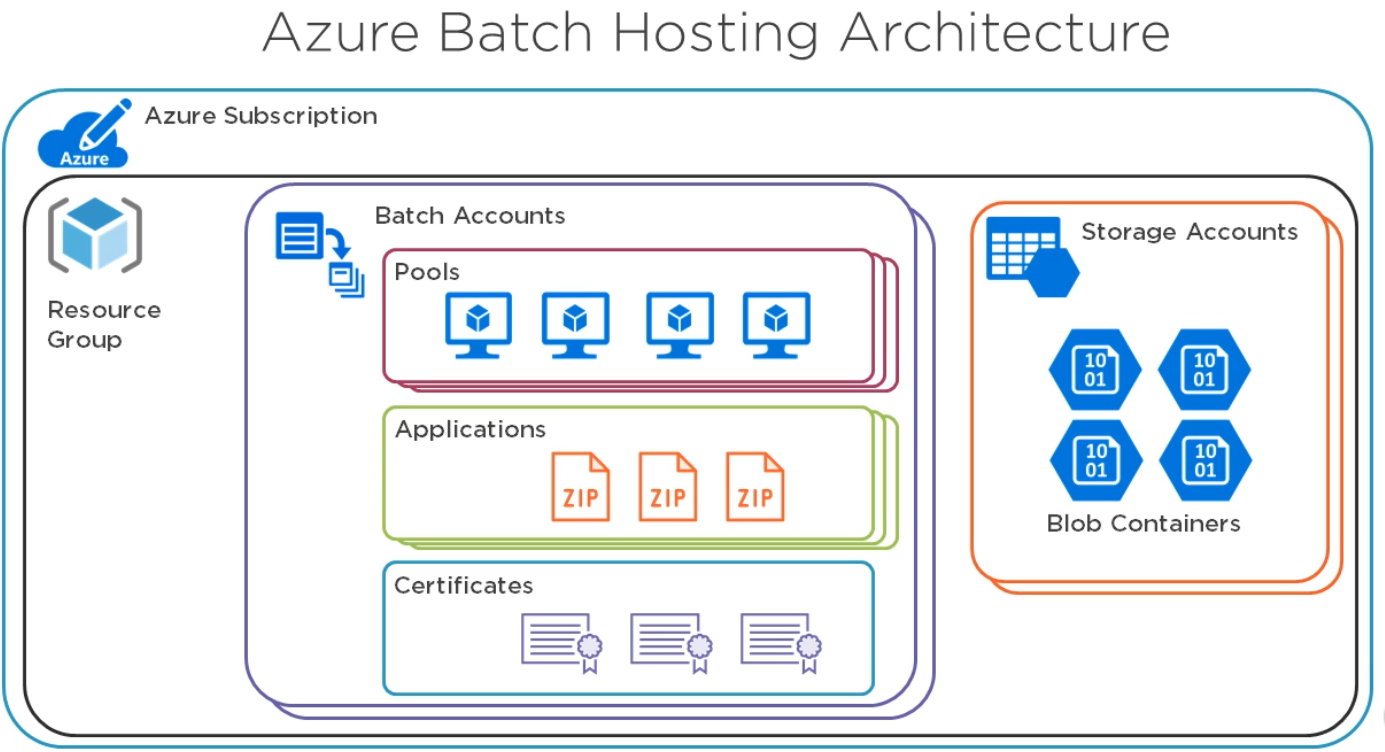 Azure Batch Hosting Architecture
Azure
Azure Subscription
Resource
Group
Batch Accounts
Pools
Applications
ZIP
ZIP
ZIP
Certificates
Storage Accounts
10
01
10
01
10
01
10
01
Blob Containers